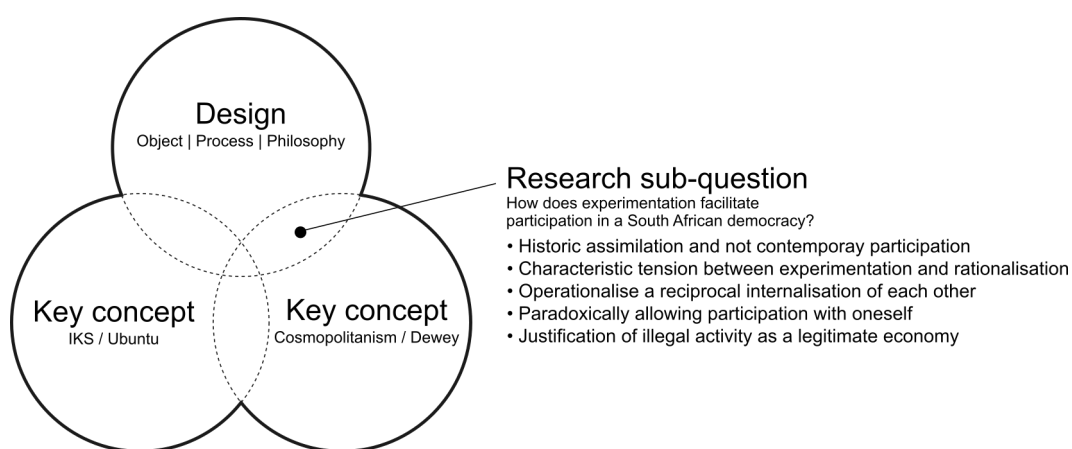 Design
Object | Process | Philosophy
Key concept
IKS / Ubuntu
Key concept
Cosmopolitanism / Dewey
Research sub-question
How does experimentation facilitate
participation in a South African democracy?
• Historic assimilation and not contemporay participation
• Characteristic tension between experimentation and rationalisation
• Operationalise a reciprocal internalisation of each other
• Paradoxically allowing participation with oneself
• Justification of illegal activity as a legitimate economy